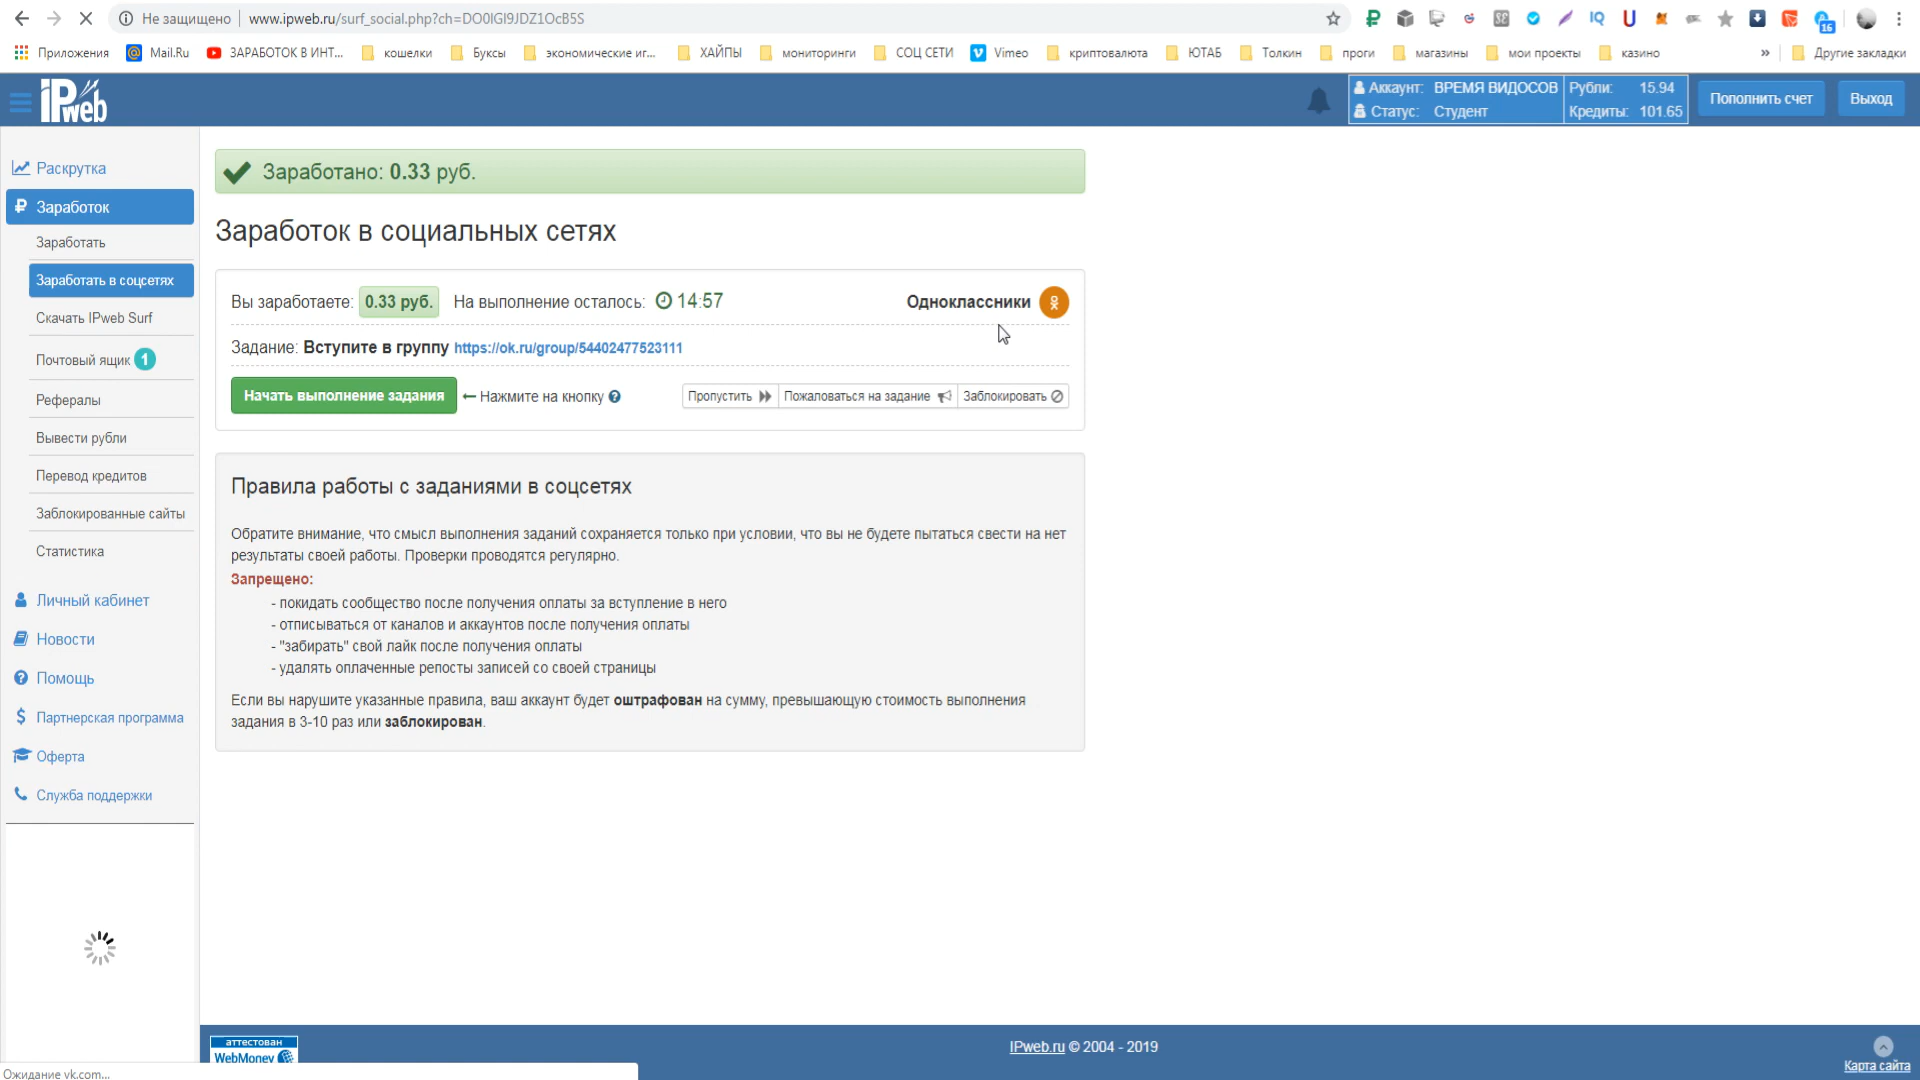 Не защищено
www.ipweb.ru/surf_social.php?ch=DO0IGI9JDZ1OcB5S
16
Приложения
Mail.Ru
ЗАРАБОТОК В ИНТ...
кошелки
Буксы
экономические иг...
ХАЙПЫ
мониторинги
СОЦ СЕТИ
Vimeo
криптовалюта
ЮТАБ
Толкин
проги
магазины
мои проекты
казино
»
Другие закладки
IPweb
Аккаунт: ВРЕМЯ ВИДОСОВ
Статус: Студент
Рубли: 15.94
Кредиты: 101.65
Пополнить счет
Выход
Раскрутка
Заработок
Заработать
Заработать в соцсетях
Скачать IPweb Surf
Почтовый ящик 1
Рефералы
Вывести рубли
Перевод кредитов
Заблокированные сайты
Статистика
Личный кабинет
Новости
Помощь
Партнерская программа
Оферта
Служба поддержки
Заработано: 0.33 руб.
Заработок в социальных сетях
Вы заработаете: 0.33 руб. На выполнение осталось: 14:57 Одноклассники
Задание: Вступите в группу https://ok.ru/group/54402477523111
Начать выполнение задания
Нажмите на кнопку
Пропустить
Пожаловаться на задание
Заблокировать
Правила работы с заданиями в соцсетях
Обратите внимание, что смысл выполнения заданий сохраняется только при условии, что вы не будете пытаться свести на нет
результаты своей работы. Проверки проводятся регулярно.
Запрещено:
- покидать сообщество после получения оплаты за вступление в него
- отписываться от каналов и аккаунтов после получения оплаты
- "забирать" свой лайк после получения оплаты
- удалять оплаченные репосты записей со своей страницы
Если вы нарушите указанные правила, ваш аккаунт будет оштрафован на сумму, превышающую стоимость выполнения
задания в 3-10 раз или заблокирован.
аттестован
WebMoney
IPweb.ru © 2004 - 2019
Карта сайта
Ожидание vk.com...